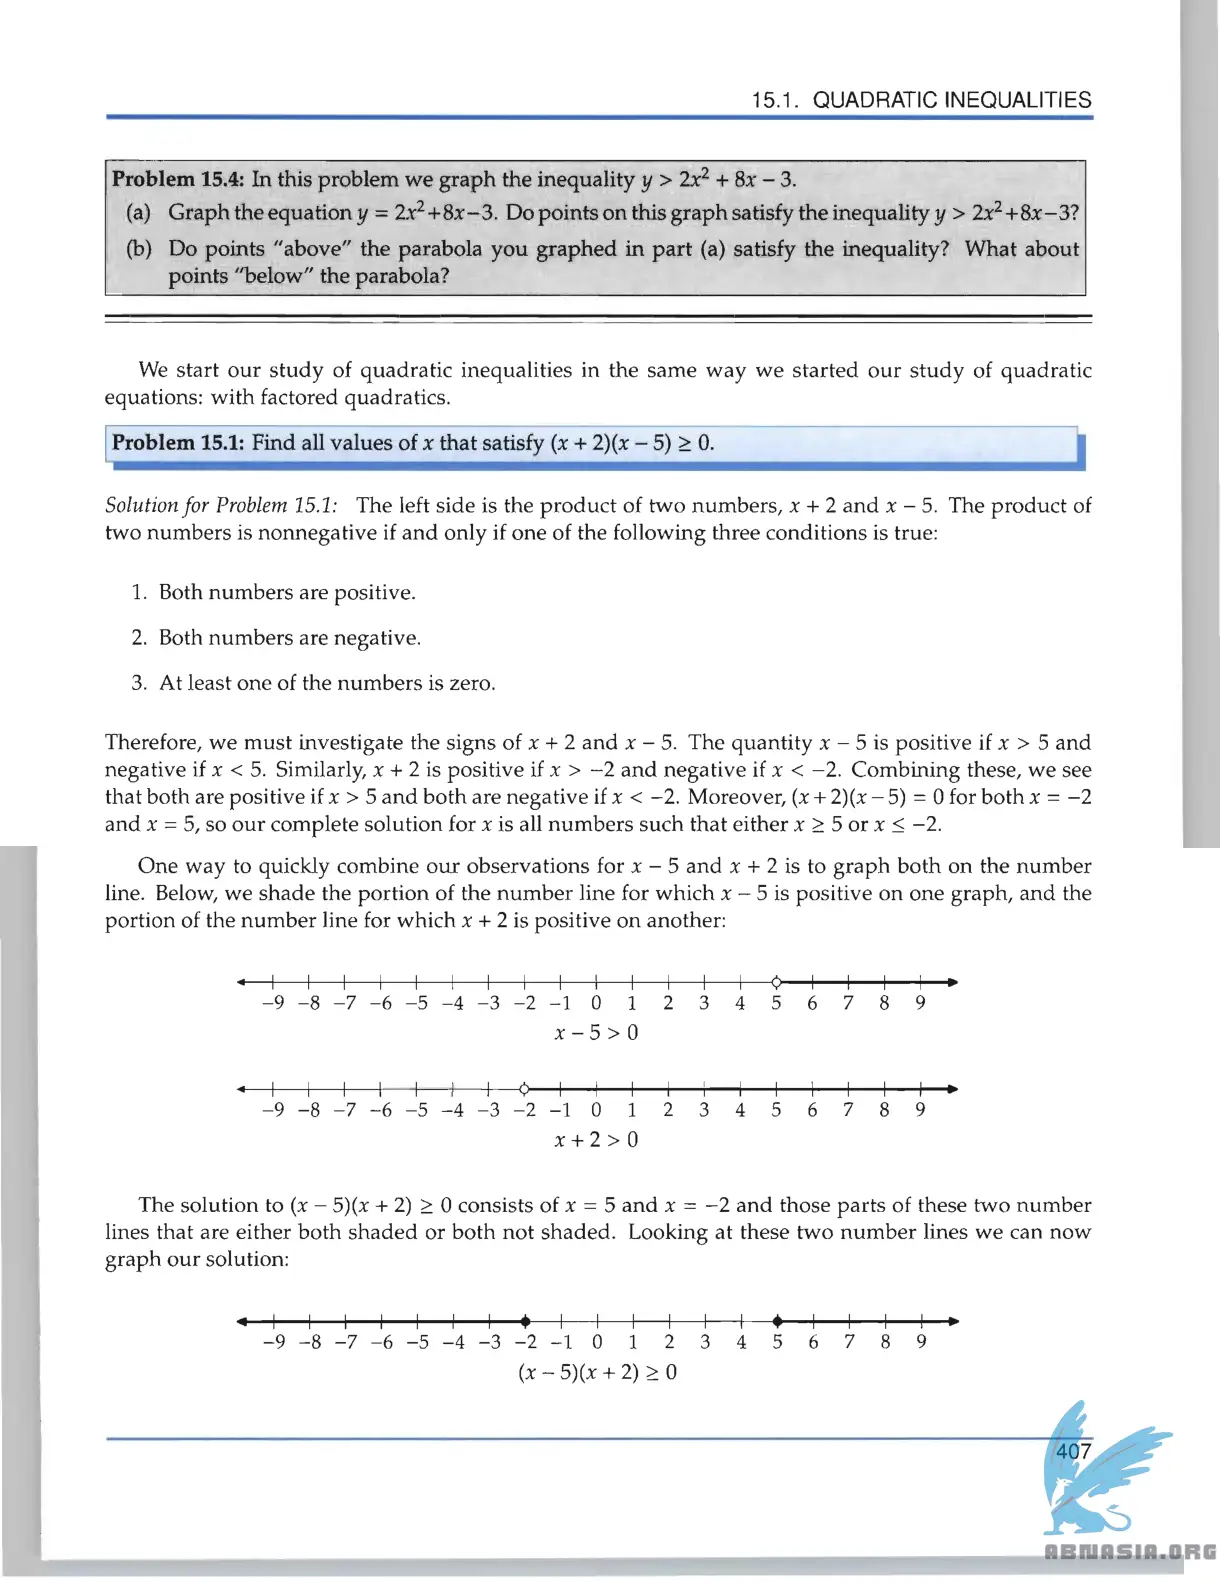 15.1. QUADRATIC INEQUALITIES
Problem 15.4: In this problem we graph the inequality y > 2x² + 8x − 3.
(a) Graph the equation y = 2x²+8x−3. Do points on this graph satisfy the inequality y > 2x²+8x−3?
(b) Do points "above" the parabola you graphed in part (a) satisfy the inequality? What about
points "below" the parabola?
We start our study of quadratic inequalities in the same way we started our study of quadratic
equations: with factored quadratics.
Problem 15.1: Find all values of x that satisfy (x + 2)(x − 5) ≥ 0.
Solution for Problem 15.1: The left side is the product of two numbers, x + 2 and x − 5. The product of
two numbers is nonnegative if and only if one of the following three conditions is true:
1. Both numbers are positive.
2. Both numbers are negative.
3. At least one of the numbers is zero.
Therefore, we must investigate the signs of x + 2 and x − 5. The quantity x − 5 is positive if x > 5 and
negative if x < 5. Similarly, x + 2 is positive if x > −2 and negative if x < −2. Combining these, we see
that both are positive if x > 5 and both are negative if x < −2. Moreover, (x + 2)(x − 5) = 0 for both x = −2
and x = 5, so our complete solution for x is all numbers such that either x ≥ 5 or x ≤ −2.
One way to quickly combine our observations for x − 5 and x + 2 is to graph both on the number
line. Below, we shade the portion of the number line for which x − 5 is positive on one graph, and the
portion of the number line for which x + 2 is positive on another:
−9 −8 −7 −6 −5 −4 −3 −2 −1 0 1 2 3 4 5 6 7 8 9
x − 5 > 0
−9 −8 −7 −6 −5 −4 −3 −2 −1 0 1 2 3 4 5 6 7 8 9
x + 2 > 0
The solution to (x − 5)(x + 2) ≥ 0 consists of x = 5 and x = −2 and those parts of these two number
lines that are either both shaded or both not shaded. Looking at these two number lines we can now
graph our solution:
−9 −8 −7 −6 −5 −4 −3 −2 −1 0 1 2 3 4 5 6 7 8 9
(x − 5)(x + 2) ≥ 0
407
ABNASIA.ORG